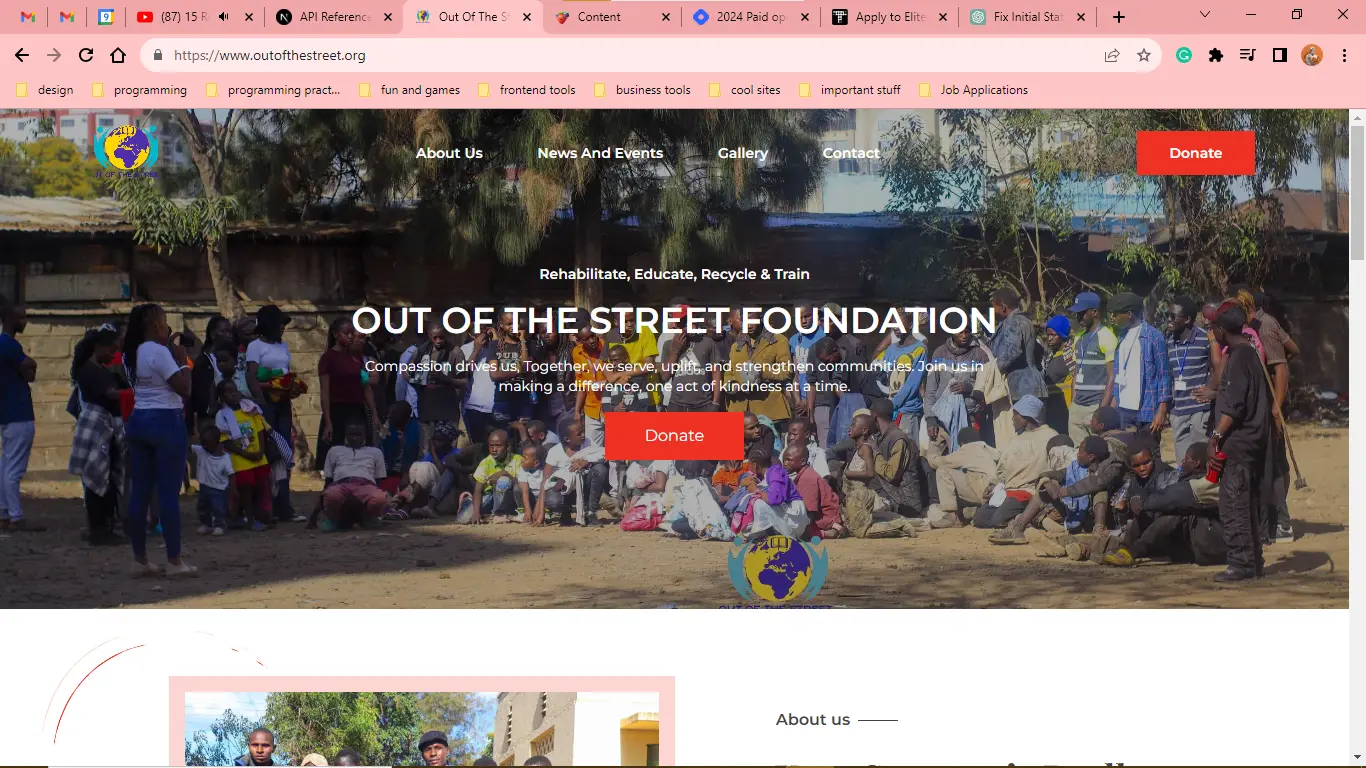 (87) 15 R
API Reference
Out Of The S
Content
2024 Paid op
Apply to Elite
Fix Initial Sta
https://www.outofthestreet.org
design
programming
programming pract...
fun and games
frontend tools
business tools
cool sites
important stuff
Job Applications
About Us
News And Events
Gallery
Contact
Donate
Rehabilitate, Educate, Recycle & Train
OUT OF THE STREET FOUNDATION
Compassion drives us, Together, we serve, uplift, and strengthen communities. Join us in
making a difference, one act of kindness at a time.
Donate
OUT OF THE STREET
About us